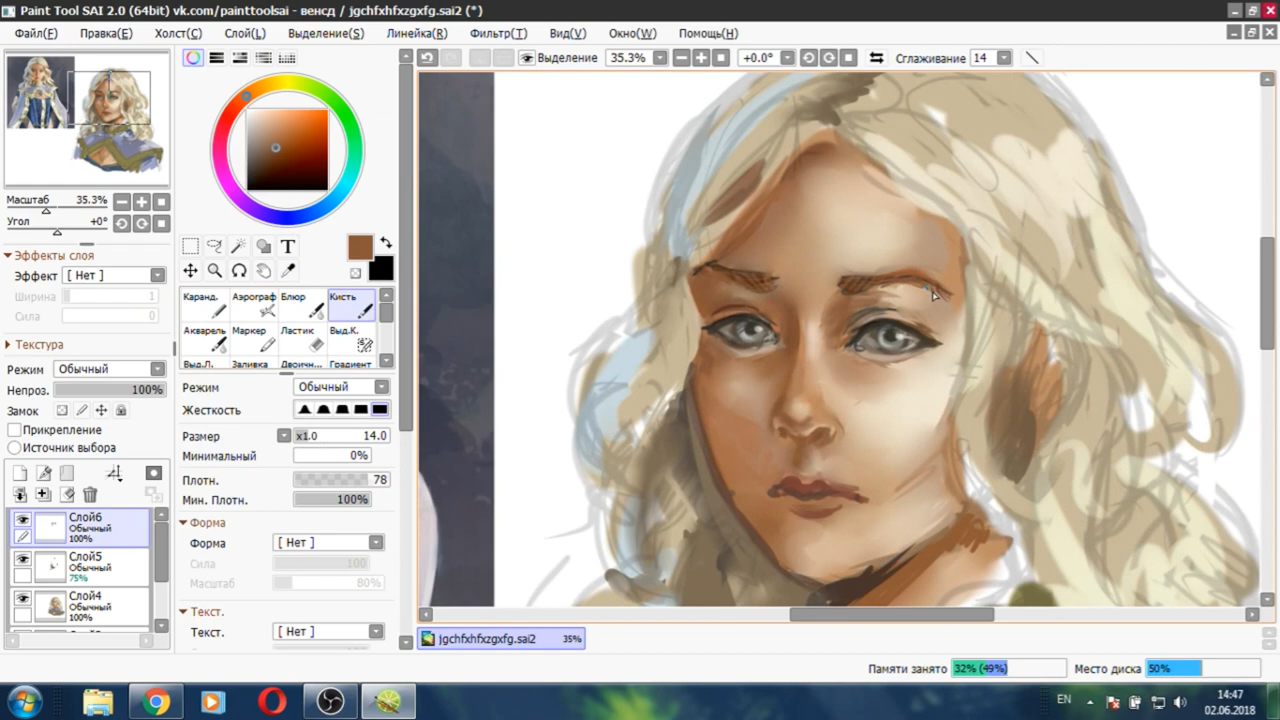 Paint Tool SAI 2.0 (64bit) vk.com/painttoolsai - венсд / jgchfxhfxzgxfg.sai2 (*)
Файл(F) Правка(E) Холст(C) Слой(L) Выделение(S) Линейка(R) Фильтр(T) Вид(V) Окно(W) Помощь(H)
Выделение 35.3% +0.0° Сглаживание 14
Масштаб 35.3%
Угол +0°
Эффекты слоя
Эффект [ Нет ]
Ширина 1
Сила 0
Текстура
Режим Обычный
Непроз. 100%
Замок
Прикрепление
Источник выбора
Слой6
Обычный
100%
Слой5
Обычный
75%
Слой4
Обычный
100%
T
Каранд. Аэрограф Блюр Кисть
Акварель Маркер Ластик Выд.К.
Выд.Л. Заливка Двоичн... Градиент
Режим Обычный
Жесткость
Размер x1.0 14.0
Минимальный 0%
Плотн. 78
Мин. Плотн. 100%
Форма
Форма [ Нет ]
Сила 100
Масштаб 80%
Текст.
Текст. [ Нет ]
jgchfxhfxzgxfg.sai2 35%
Памяти занято 32% (49%) Место диска 50%
EN
14:47
02.06.2018